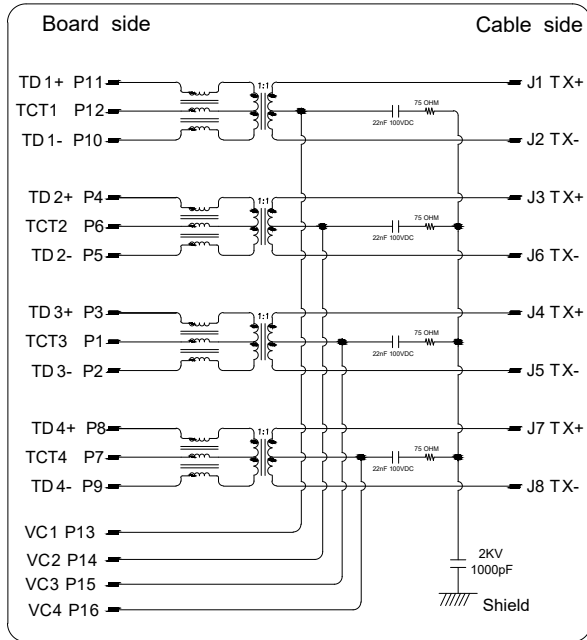 Board side
Cable side
TD1+ P11
1:1
J1 TX+
TCT1 P12
75 OHM
22nF 100VDC
TD1- P10
J2 TX-
TD2+ P4
1:1
J3 TX+
TCT2 P6
75 OHM
22nF 100VDC
TD2- P5
J6 TX-
TD3+ P3
1:1
J4 TX+
TCT3 P1
75 OHM
22nF 100VDC
TD3- P2
J5 TX-
TD4+ P8
1:1
J7 TX+
TCT4 P7
75 OHM
22nF 100VDC
TD4- P9
J8 TX-
VC1 P13
VC2 P14
VC3 P15
VC4 P16
2KV
1000pF
Shield